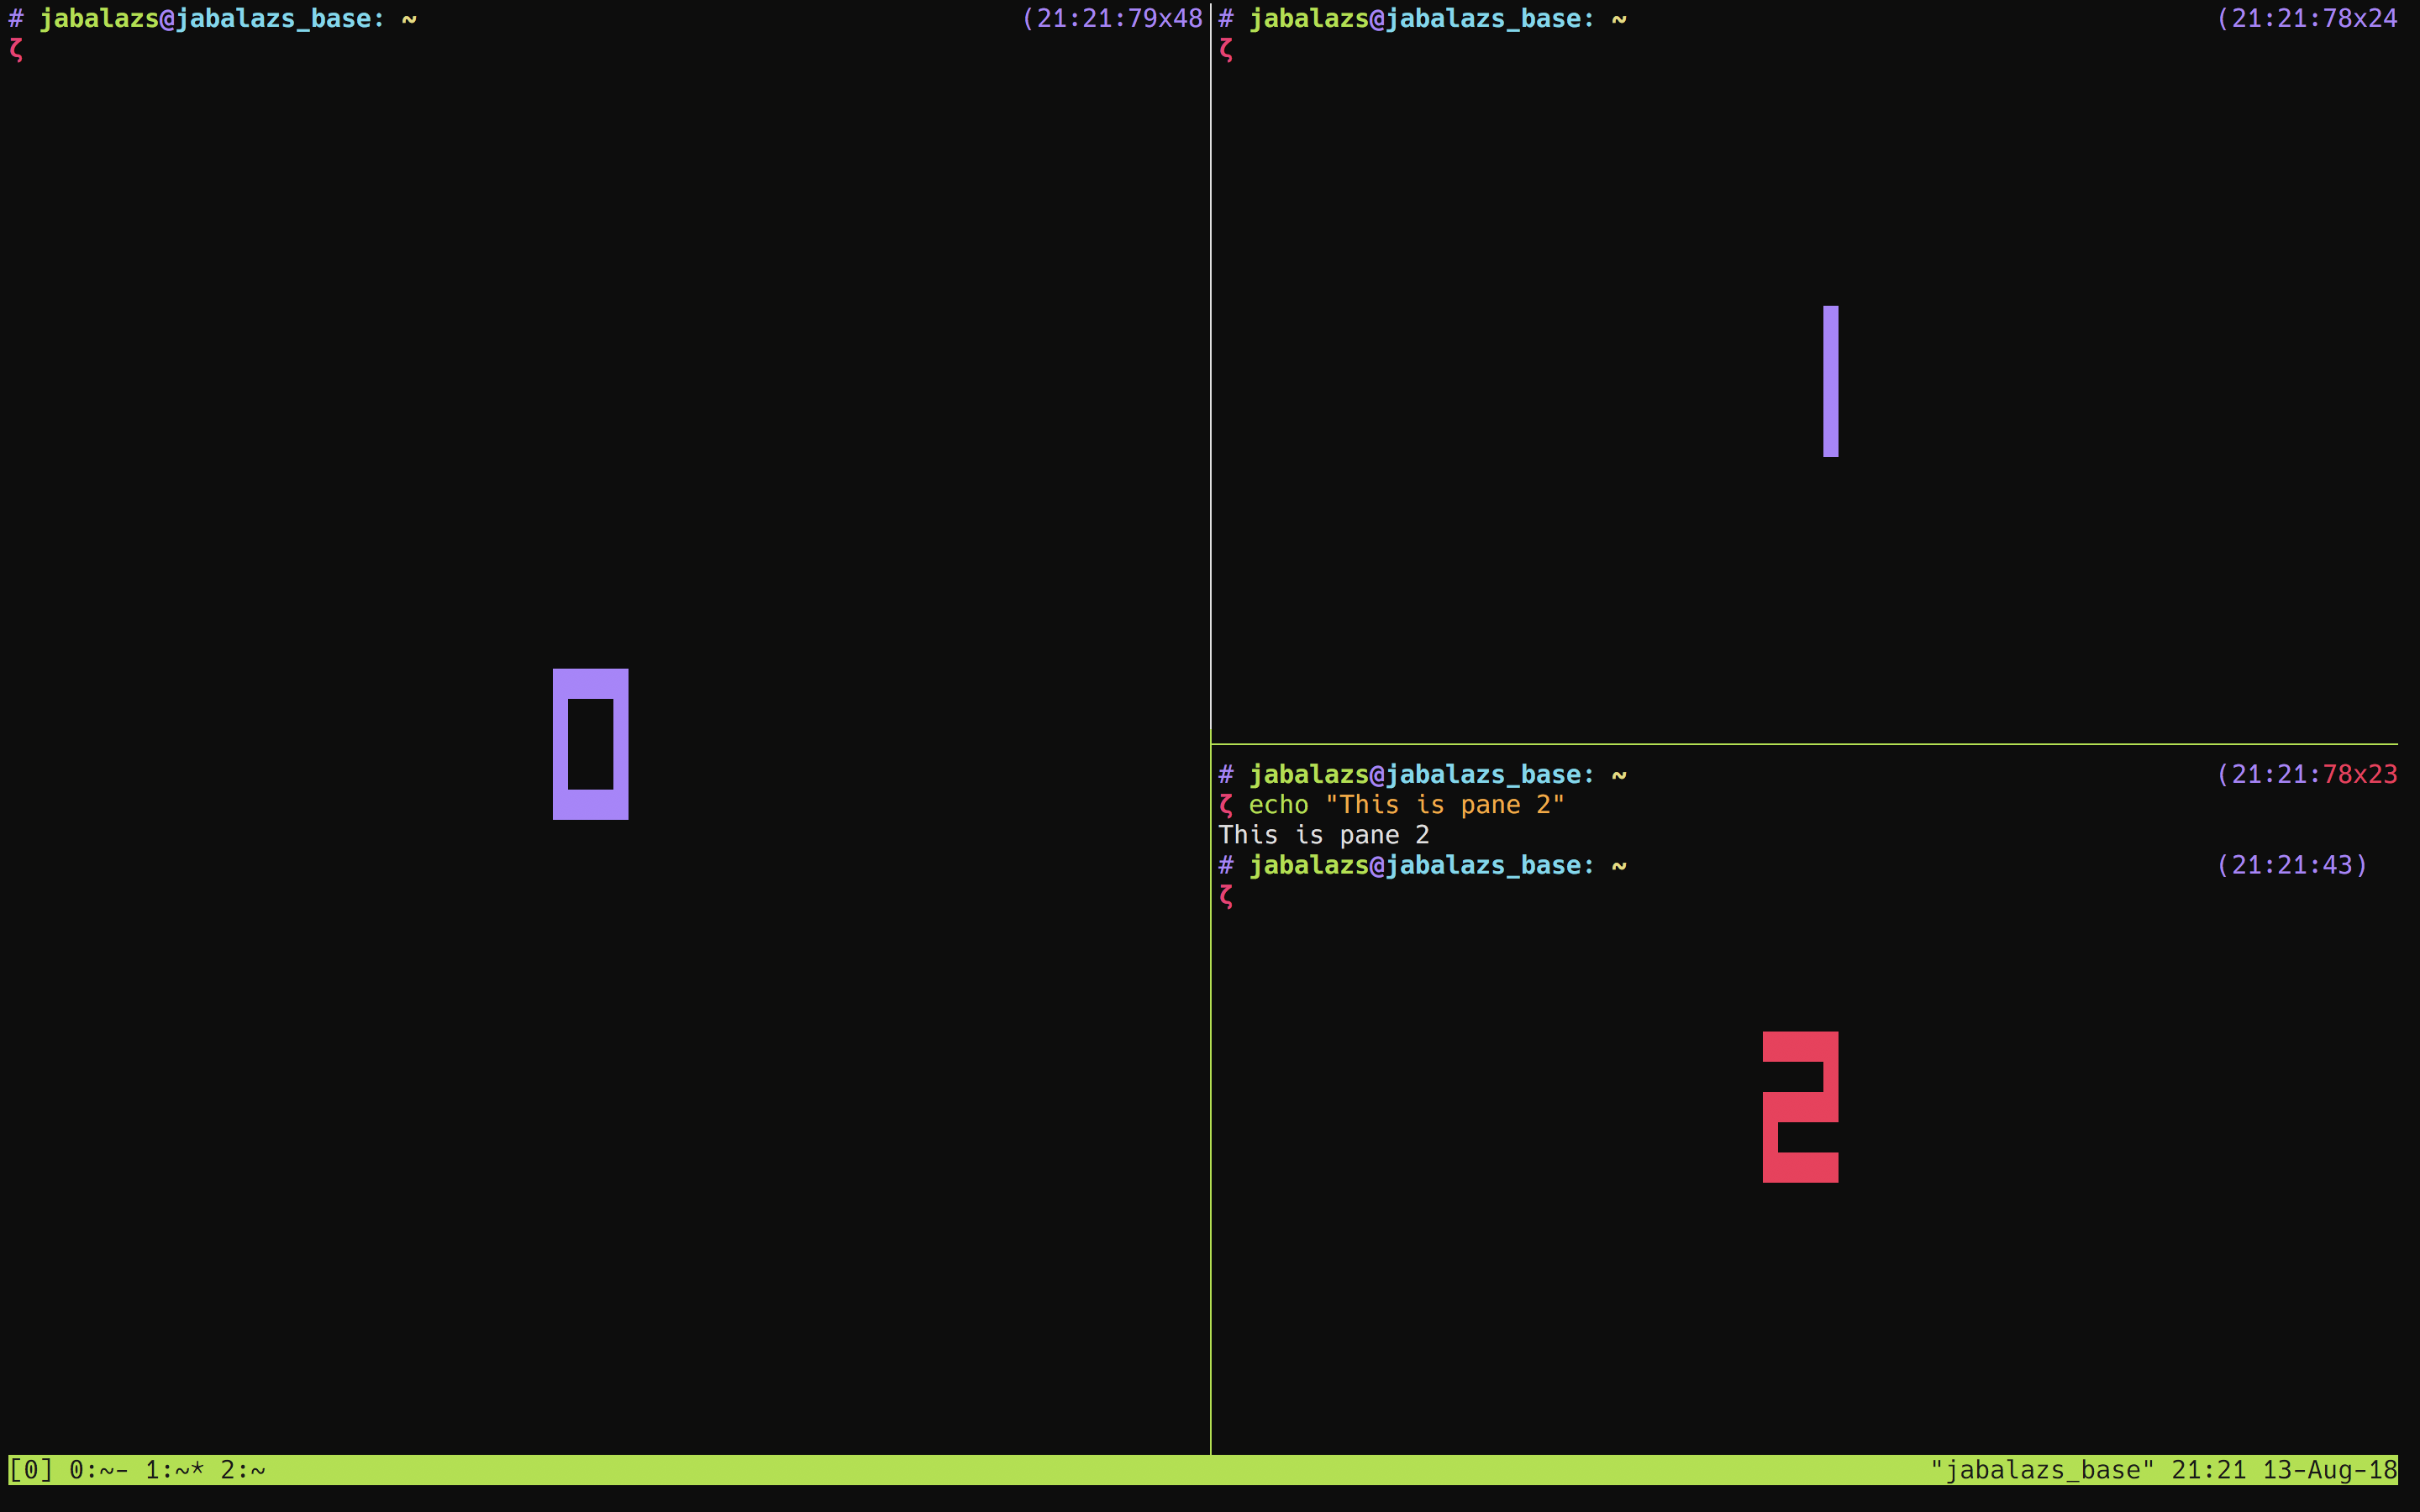 # jabalazs@jabalazs_base: ~ (21:21:79x48
ζ
0
# jabalazs@jabalazs_base: ~ (21:21:78x24
ζ
1
# jabalazs@jabalazs_base: ~ (21:21:78x23
ζ echo "This is pane 2"
This is pane 2
# jabalazs@jabalazs_base: ~ (21:21:43)
ζ
2
[0] 0:~- 1:~* 2:~ "jabalazs_base" 21:21 13-Aug-18